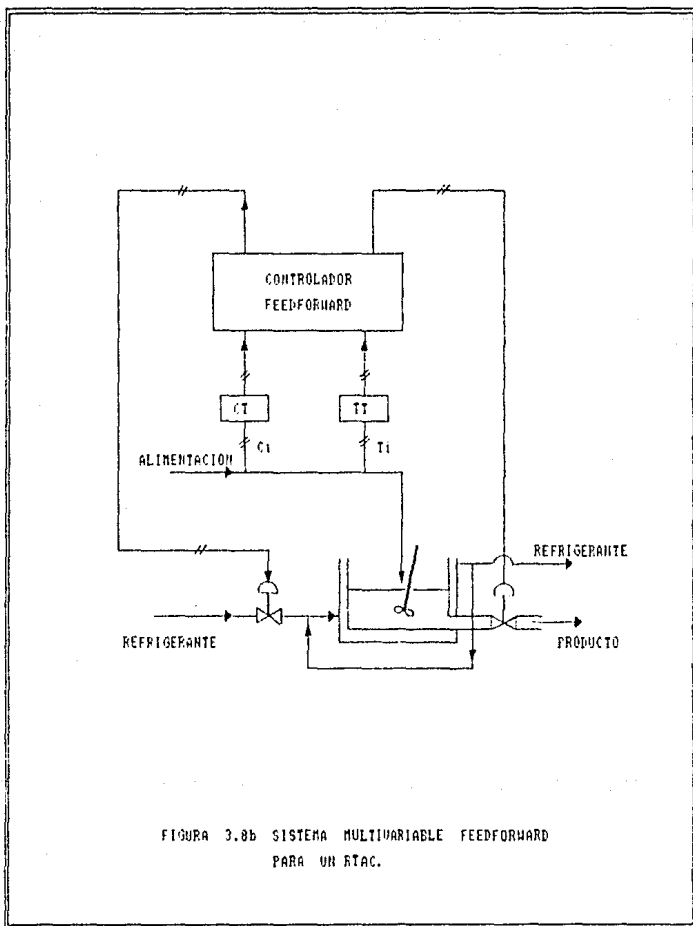 CONTROLADOR
FEEDFORWARD
CT
TT
Ci
Ti
ALIMENTACION
REFRIGERANTE
REFRIGERANTE
PRODUCTO
FIGURA 3.8b SISTEMA MULTIVARIABLE FEEDFORWARD
PARA UN RTAC.